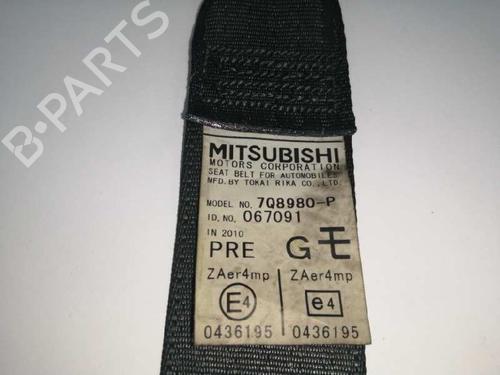 B-PARTS
MITSUBISHI
MOTORS CORPORATION
SEAT BELT FOR AUTOMOBILES
MFD. BY TOKAI RIKA CO., LTD.
MODEL NO. 7Q8980-P
ID. NO. 067091
IN 2010
PRE G モ
ZAer4mp ZAer4mp
E4 e4
0436195 0436195